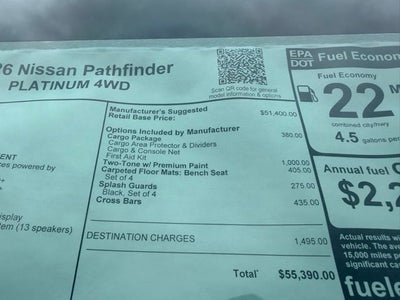 26 Nissan Pathfinder
PLATINUM 4WD
Scan QR code for general
model information & options
EPA
DOT
Fuel Econom
Fuel Economy
22
combined city/hwy
4.5 gallons per
Manufacturer's Suggested
Retail Base Price: $51,400.00
Options Included by Manufacturer
Cargo Package 380.00
Cargo Area Protector & Dividers
Cargo & Console Net
First Aid Kit
Two-Tone w/ Premium Paint 1,000.00
Carpeted Floor Mats: Bench Seat 405.00
Set of 4
Splash Guards 275.00
Black, Set of 4
Cross Bars 435.00
DESTINATION CHARGES 1,495.00
Total* $55,390.00
ENT
ces powered by
isplay
tem (13 speakers)
Annual fuel
$2,2
Actual results wi
vehicle. The ave
15,000 miles p
significant ca
fuele